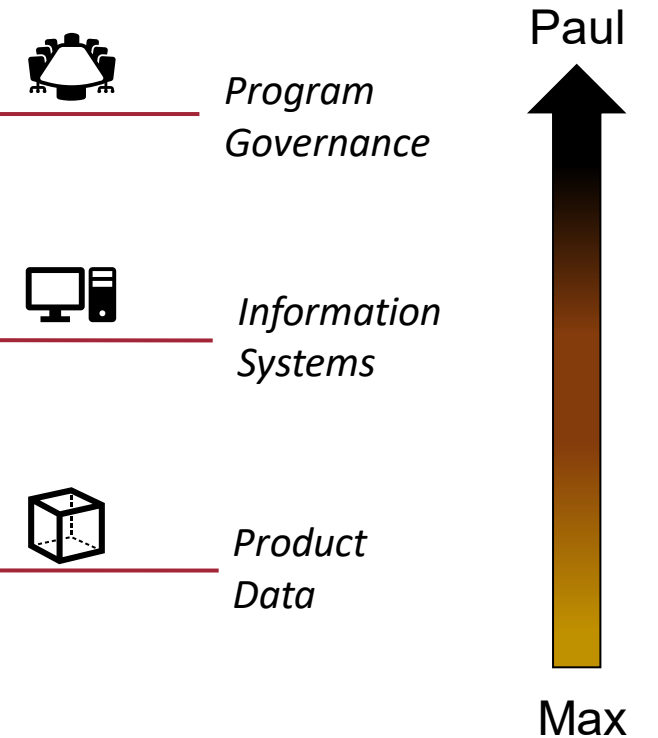 Paul
Program
Governance
Information
Systems
Product
Data
Max